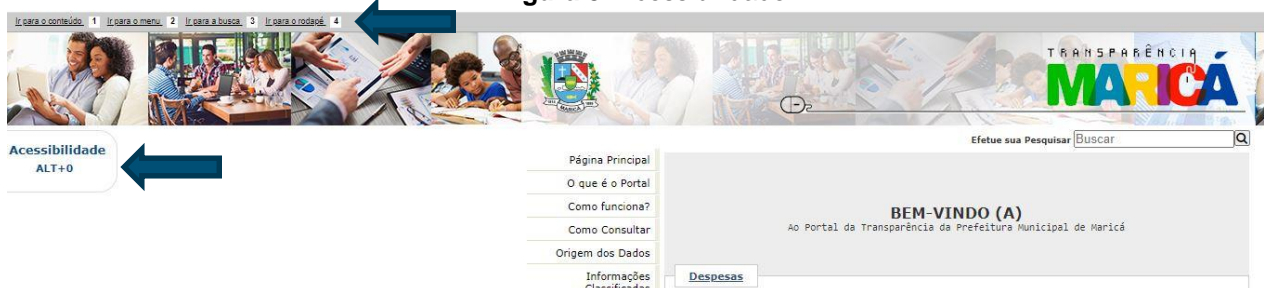 Ir para o conteúdo 1 Ir para o menu 2 Ir para a busca 3 Ir para o rodapé 4
TRANSPARÊNCIA
MARICÁ
Efetue sua Pesquisar Buscar
Acessibilidade
ALT+0
Página Principal
O que é o Portal
Como funciona?
Como Consultar
Origem dos Dados
Informações
Classificadas
BEM-VINDO (A)
Ao Portal da Transparência da Prefeitura Municipal de Maricá
Despesas